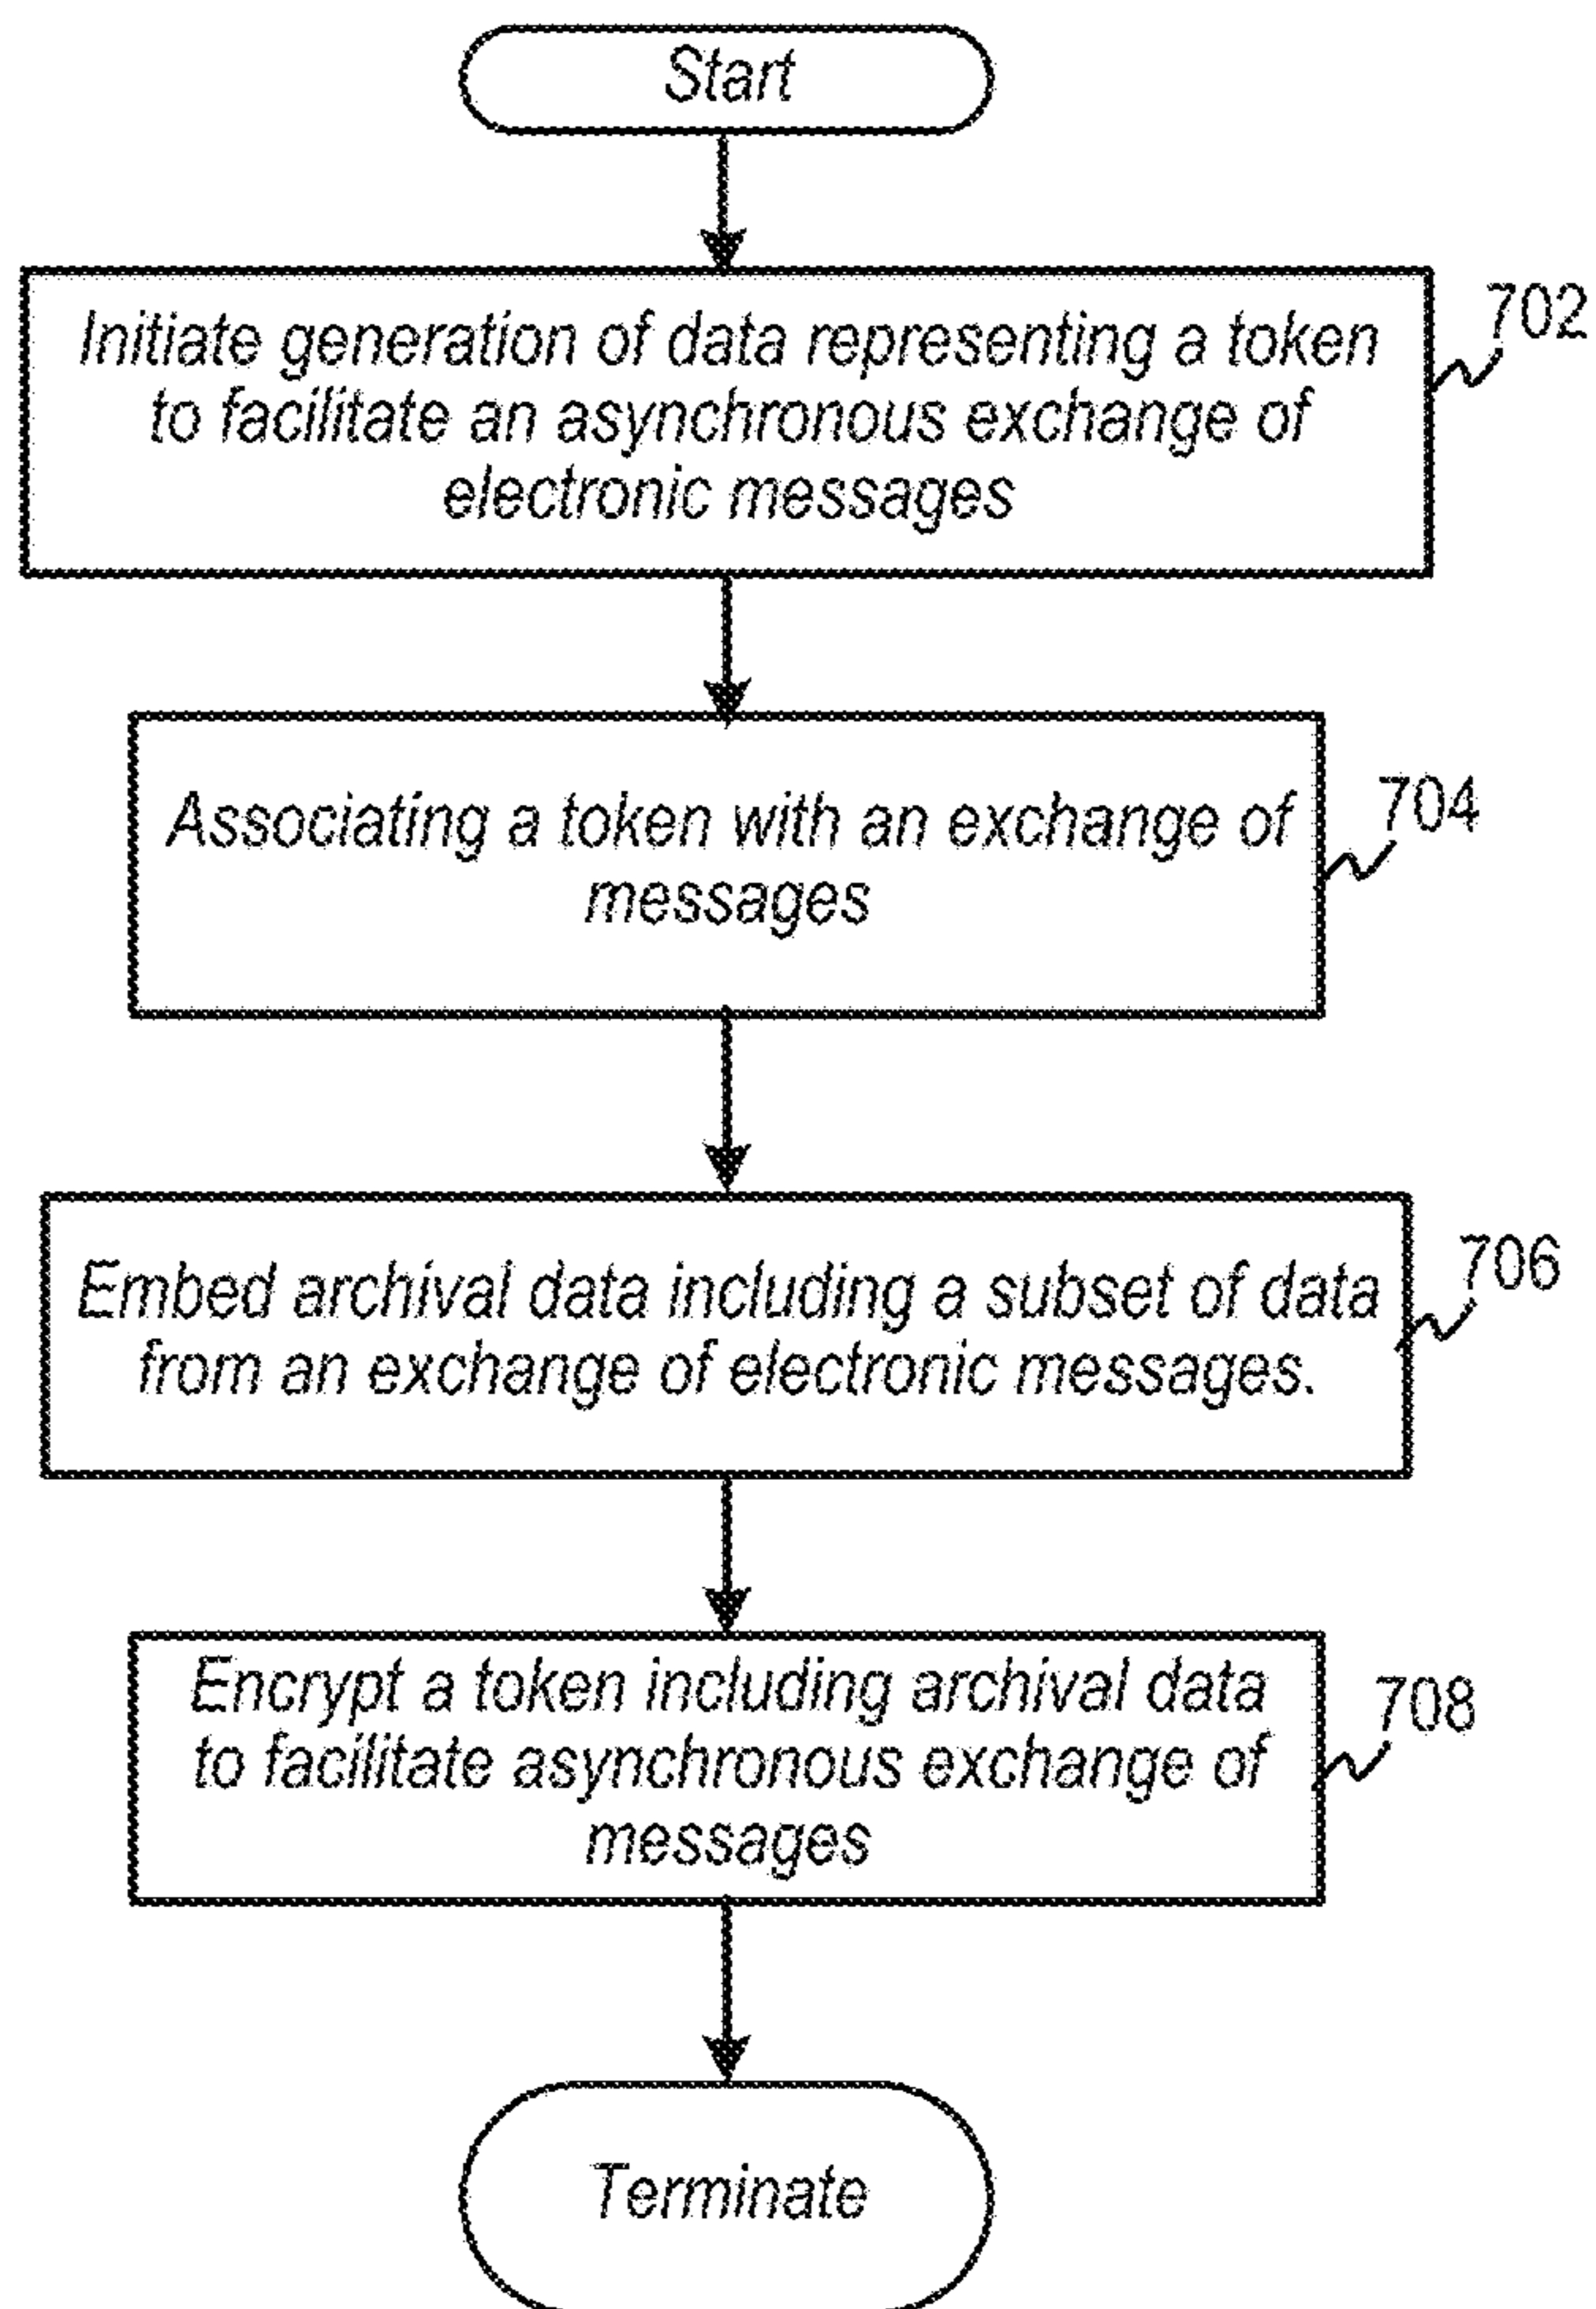 Start
Initiate generation of data representing a token
702
to facilitate an asynchronous exchange of
electronic messages
Associating a token with an exchange of
704
messages
Embed archival data including a subset of data
706
from an exchange of electronic messages.
Encrypt a token including archival data
708
to facilitate asynchronous exchange of
messages
Terminate